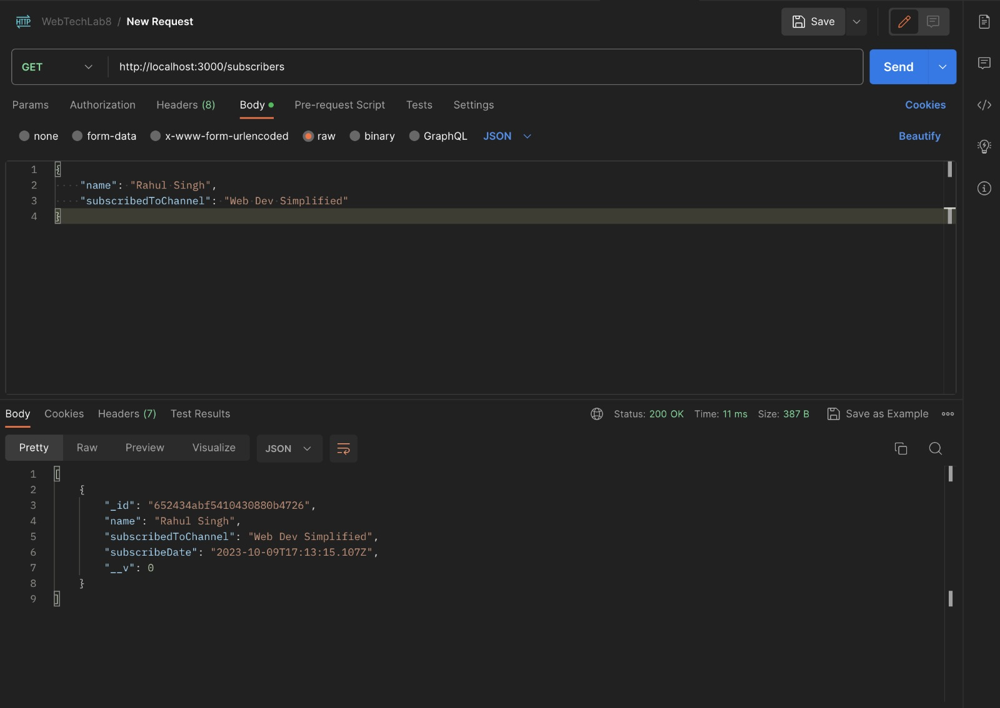 HTTP WebTechLab8 / New Request Save
GET http://localhost:3000/subscribers Send
Params Authorization Headers (8) Body Pre-request Script Tests Settings Cookies
none form-data x-www-form-urlencoded raw binary GraphQL JSON Beautify
1 {
2 "name": "Rahul Singh",
3 "subscribedToChannel": "Web Dev Simplified"
4 }
Body Cookies Headers (7) Test Results Status: 200 OK Time: 11 ms Size: 387 B Save as Example
Pretty Raw Preview Visualize JSON
1 [
2 {
3 "_id": "652434abf5410430880b4726",
4 "name": "Rahul Singh",
5 "subscribedToChannel": "Web Dev Simplified",
6 "subscribeDate": "2023-10-09T17:13:15.107Z",
7 "__v": 0
8 }
9 ]